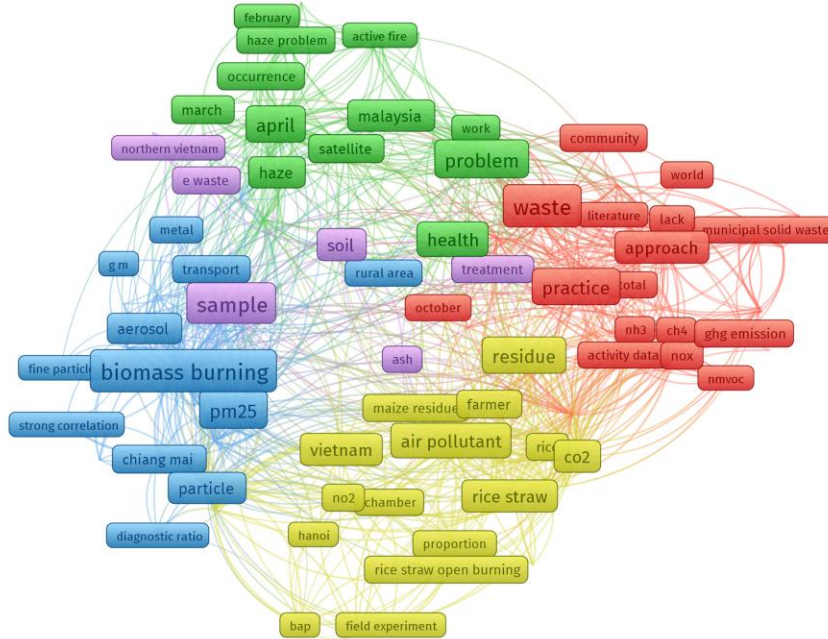 february
haze problem
active fire
occurrence
march
april
malaysia
work
community
northern vietnam
satellite
problem
haze
world
e waste
waste
literature
lack
metal
municipal solid waste
soil
health
approach
g m
transport
rural area
treatment
sample
practice
total
october
aerosol
nh3
ch4
ghg emission
residue
ash
activity data
nox
fine particle
biomass burning
nmvoc
pm25
maize residue
farmer
strong correlation
air pollutant
vietnam
rice
co2
chiang mai
particle
no2
chamber
rice straw
diagnostic ratio
hanoi
proportion
rice straw open burning
bap
field experiment